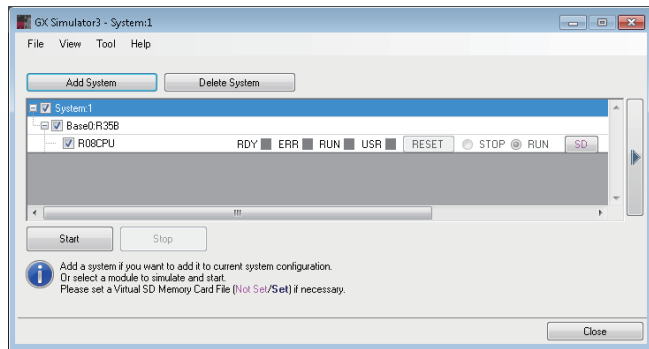 GX Simulator3 - System:1
File View Tool Help
Add System Delete System
System:1
Base0:R35B
R08CPU RDY ERR RUN USR RESET STOP RUN SD
Start Stop
Add a system if you want to add it to current system configuration.
Or select a module to simulate and start.
Please set a Virtual SD Memory Card File (Not Set/Set) if necessary.
Close